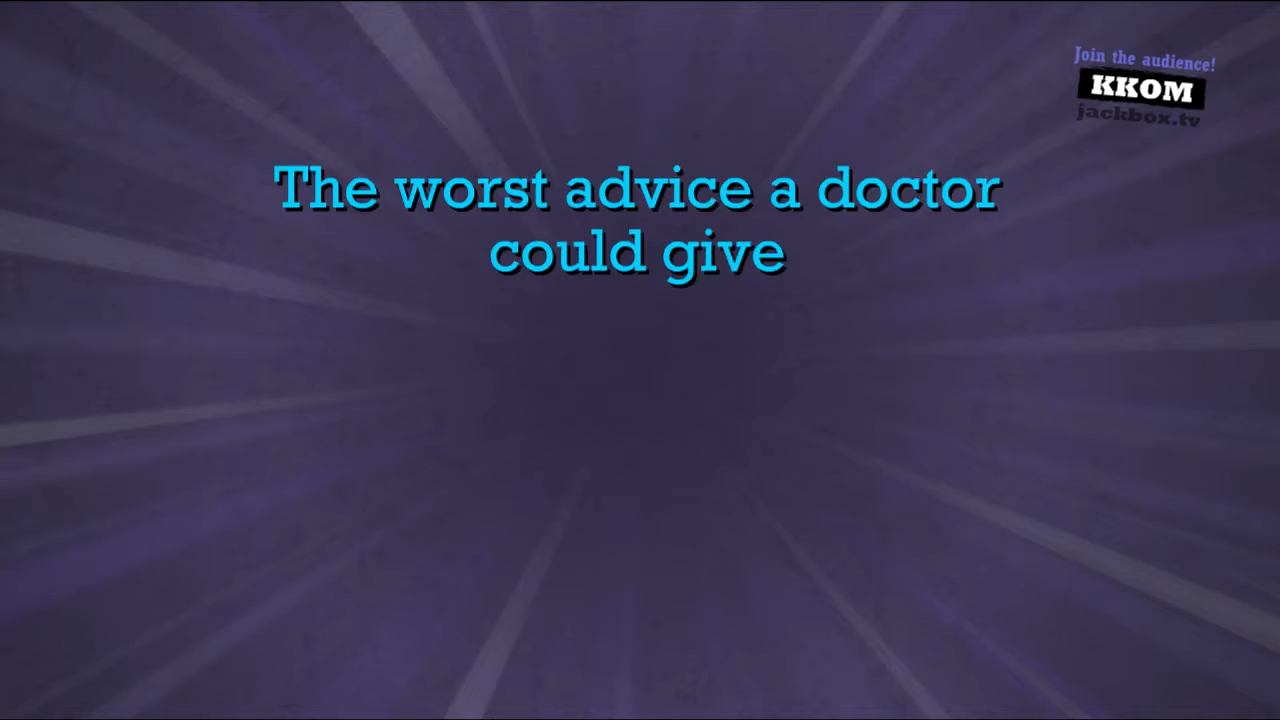 Join the audience!
KKOM
jackbox.tv
The worst advice a doctor
could give